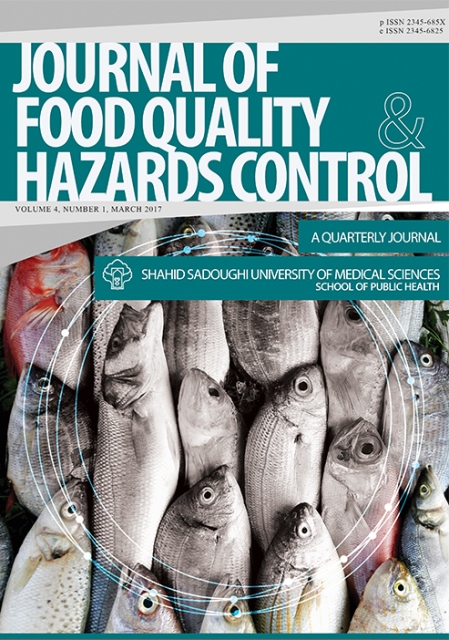 p ISSN 2345-685X
e ISSN 2345-6825
JOURNAL OF
FOOD QUALITY &
HAZARDS CONTROL
VOLUME 4, NUMBER 1, MARCH 2017
A QUARTERLY JOURNAL
SHAHID SADOUGHI UNIVERSITY OF MEDICAL SCIENCES
SCHOOL OF PUBLIC HEALTH